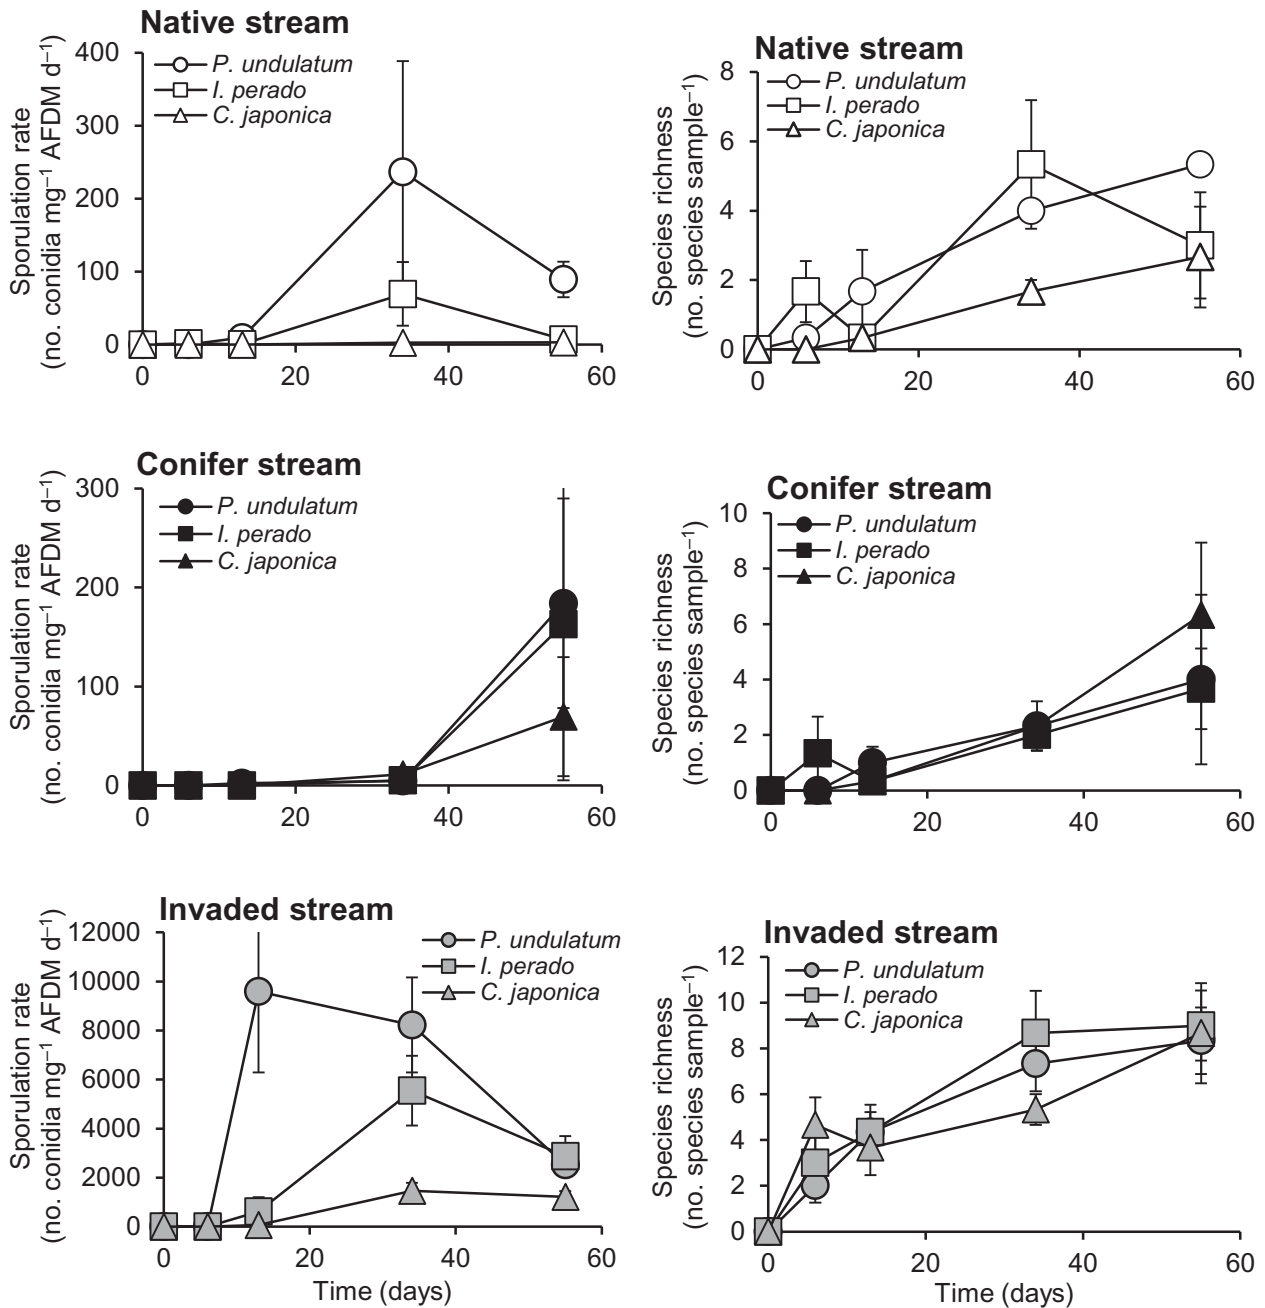 Native stream
Sporulation rate
(no. conidia mg⁻¹ AFDM d⁻¹)
400
300
200
100
0
P. undulatum
I. perado
C. japonica
0 20 40 60
Native stream
Species richness
(no. species sample⁻¹)
8
6
4
2
0
P. undulatum
I. perado
C. japonica
0 20 40 60
Conifer stream
Sporulation rate
(no. conidia mg⁻¹ AFDM d⁻¹)
300
200
100
0
P. undulatum
I. perado
C. japonica
0 20 40 60
Conifer stream
Species richness
(no. species sample⁻¹)
10
8
6
4
2
0
P. undulatum
I. perado
C. japonica
0 20 40 60
Invaded stream
Sporulation rate
(no. conidia mg⁻¹ AFDM d⁻¹)
12000
10000
8000
6000
4000
2000
0
P. undulatum
I. perado
C. japonica
0 20 40 60
Time (days)
Invaded stream
Species richness
(no. species sample⁻¹)
12
10
8
6
4
2
0
P. undulatum
I. perado
C. japonica
0 20 40 60
Time (days)